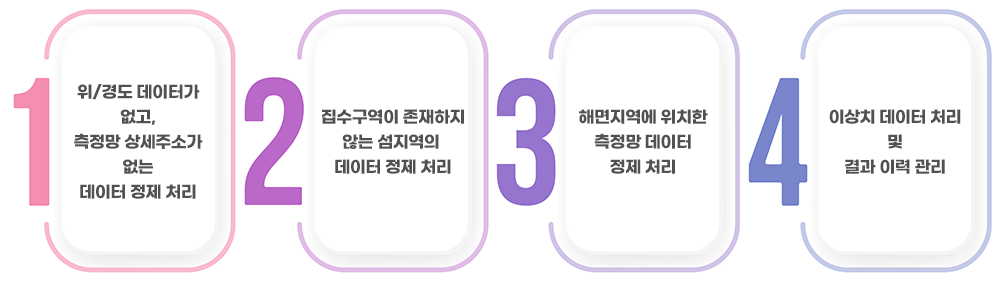 1
위/경도 데이터가
없고,
측정망 상세주소가
없는
데이터 정제 처리
2
집수구역이 존재하지
않는 섬지역의
데이터 정제 처리
3
해면지역에 위치한
측정망 데이터
정제 처리
4
이상치 데이터 처리
및
결과 이력 관리